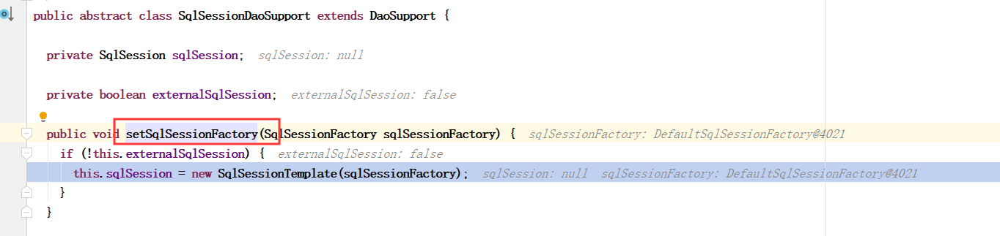 public abstract class SqlSessionDaoSupport extends DaoSupport {
private SqlSession sqlSession; sqlSession: null
private boolean externalSqlSession; externalSqlSession: false
public void setSqlSessionFactory(SqlSessionFactory sqlSessionFactory) { sqlSessionFactory: DefaultSqlSessionFactory@4021
if (!this.externalSqlSession) { externalSqlSession: false
this.sqlSession = new SqlSessionTemplate(sqlSessionFactory); sqlSession: null sqlSessionFactory: DefaultSqlSessionFactory@4021
}
}